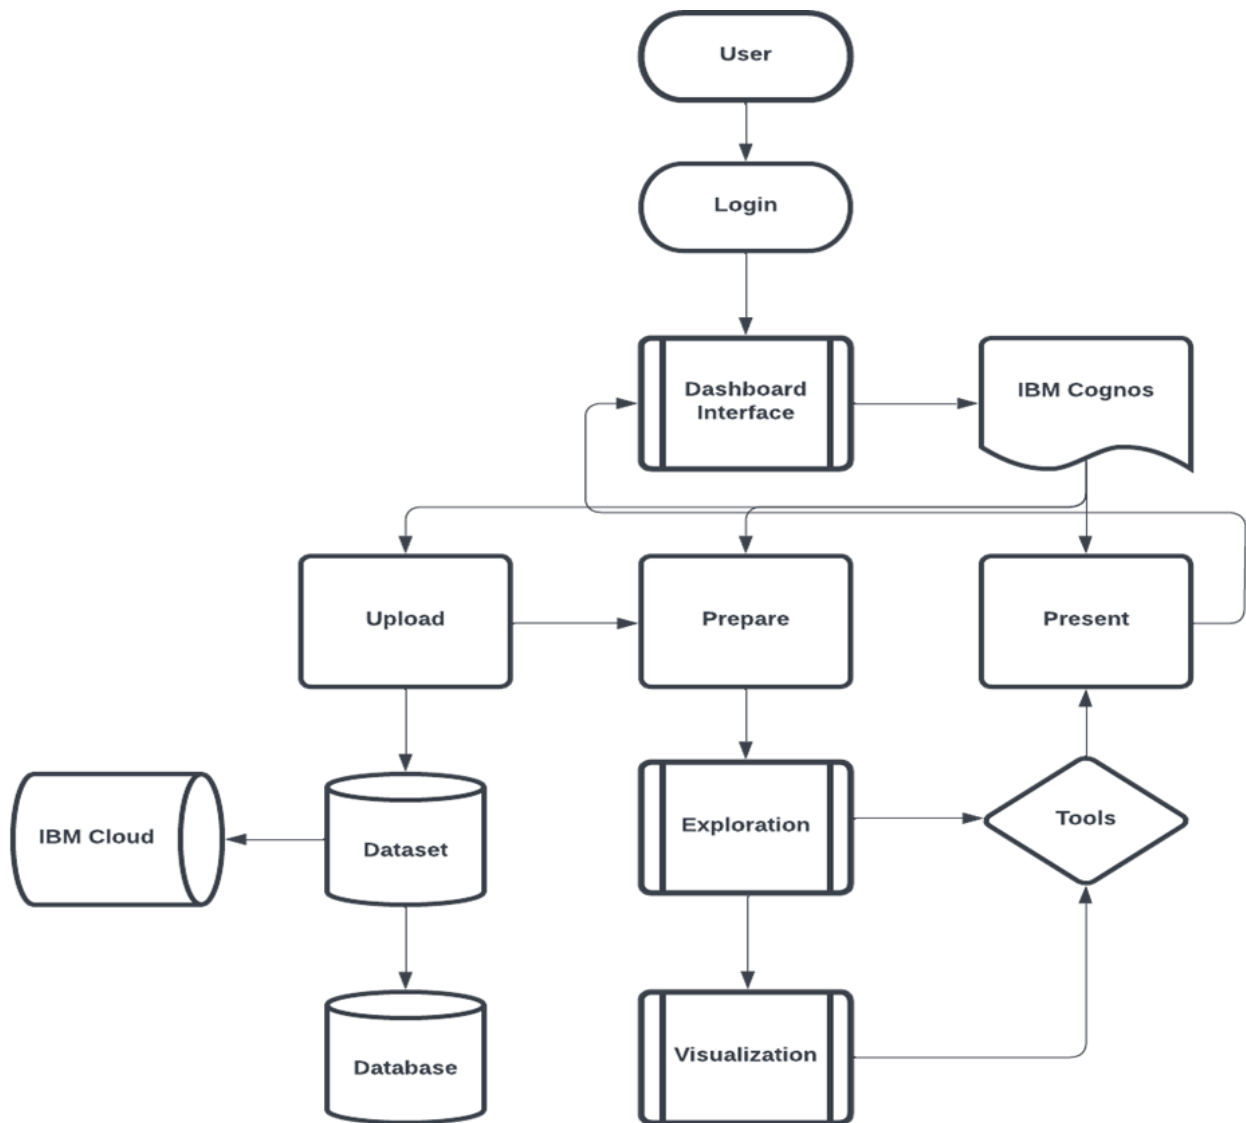 User
Login
Dashboard
Interface
IBM Cognos
Upload
Prepare
Present
IBM Cloud
Dataset
Exploration
Tools
Database
Visualization